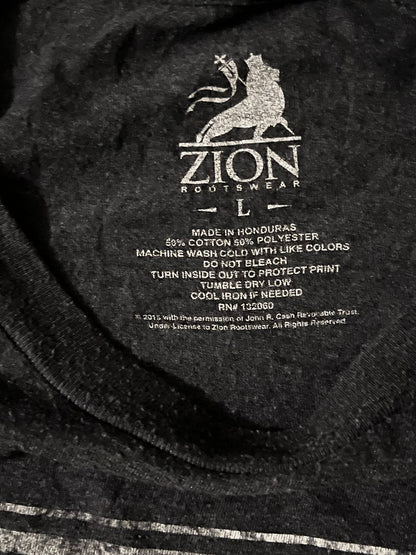 ZION
ROOTSWEAR
- L -
MADE IN HONDURAS
50% COTTON 50% POLYESTER
MACHINE WASH COLD WITH LIKE COLORS
DO NOT BLEACH
TURN INSIDE OUT TO PROTECT PRINT
TUMBLE DRY LOW
COOL IRON IF NEEDED
RN# 132060
© 2015 with the permission of John R. Cash Revocable Trust.
Under License to Zion Rootswear. All Rights Reserved.